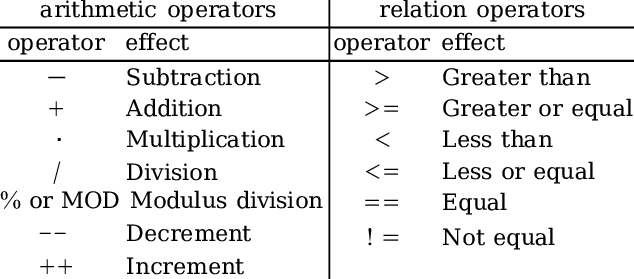 arithmetic operators relation operators
operator effect operator effect
— Subtraction > Greater than
+ Addition >= Greater or equal
· Multiplication < Less than
/ Division <= Less or equal
% or MOD Modulus division == Equal
−− Decrement ! = Not equal
++ Increment